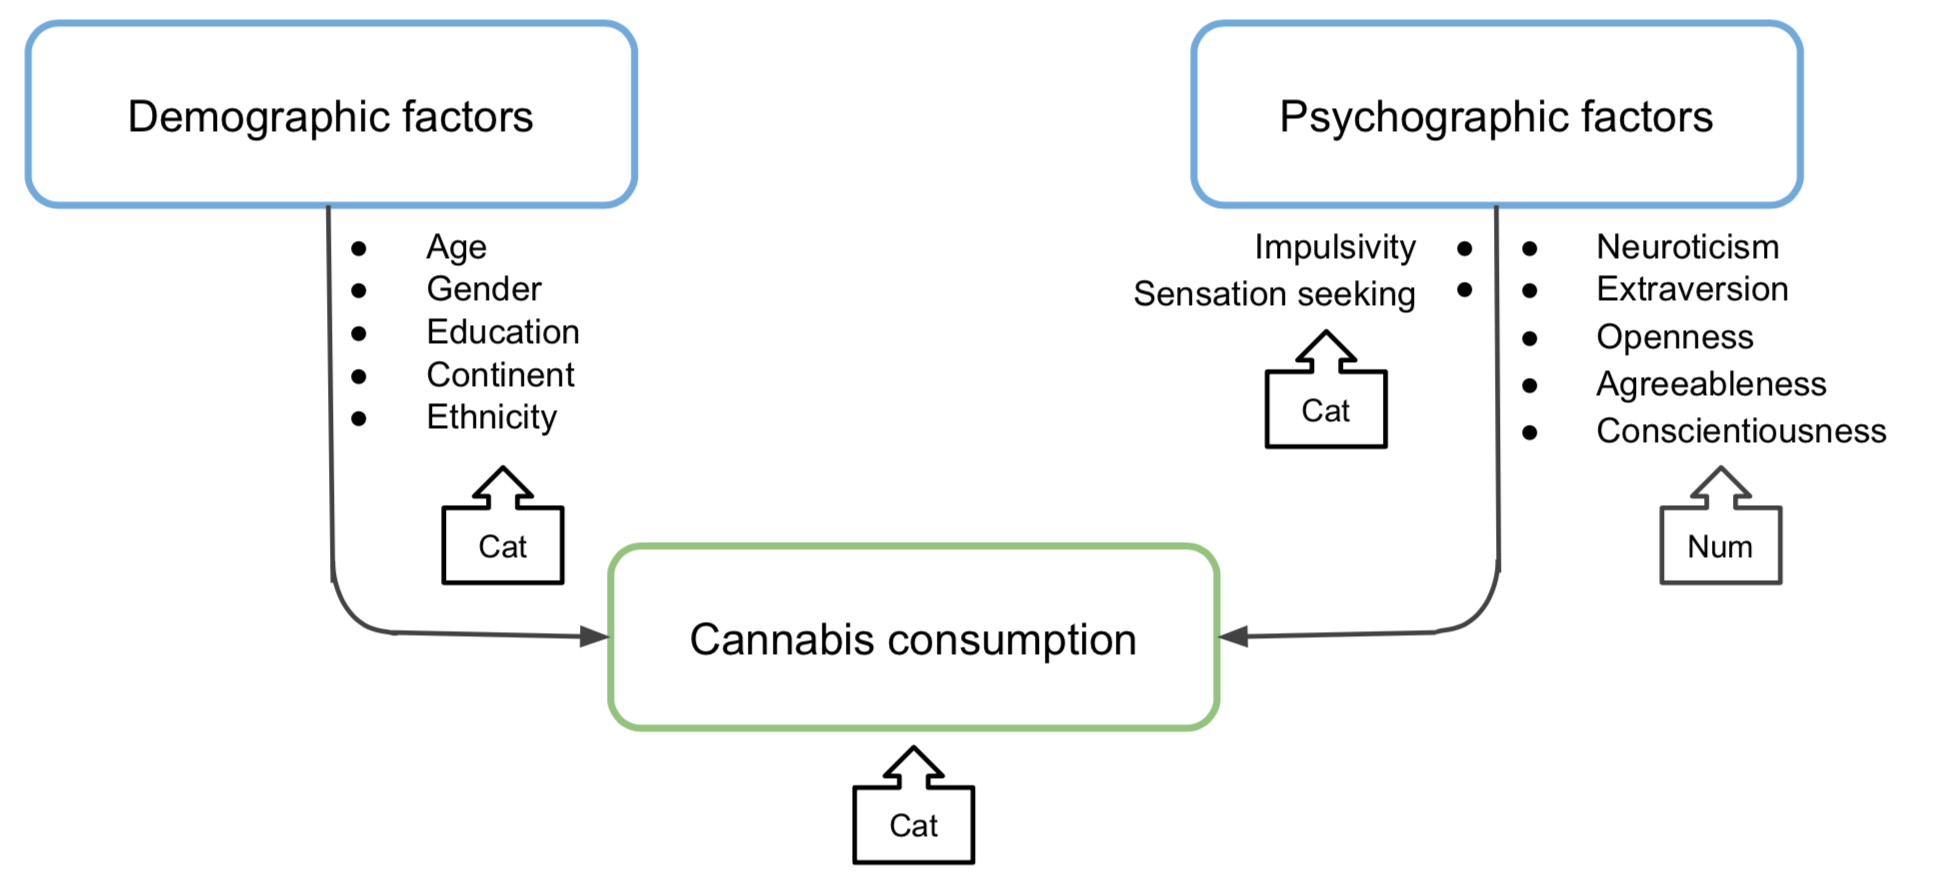 Demographic factors
Psychographic factors
● Age
● Gender
● Education
● Continent
● Ethnicity
Cat
Impulsivity ●
Sensation seeking ●
Cat
● Neuroticism
● Extraversion
● Openness
● Agreeableness
● Conscientiousness
Num
Cannabis consumption
Cat